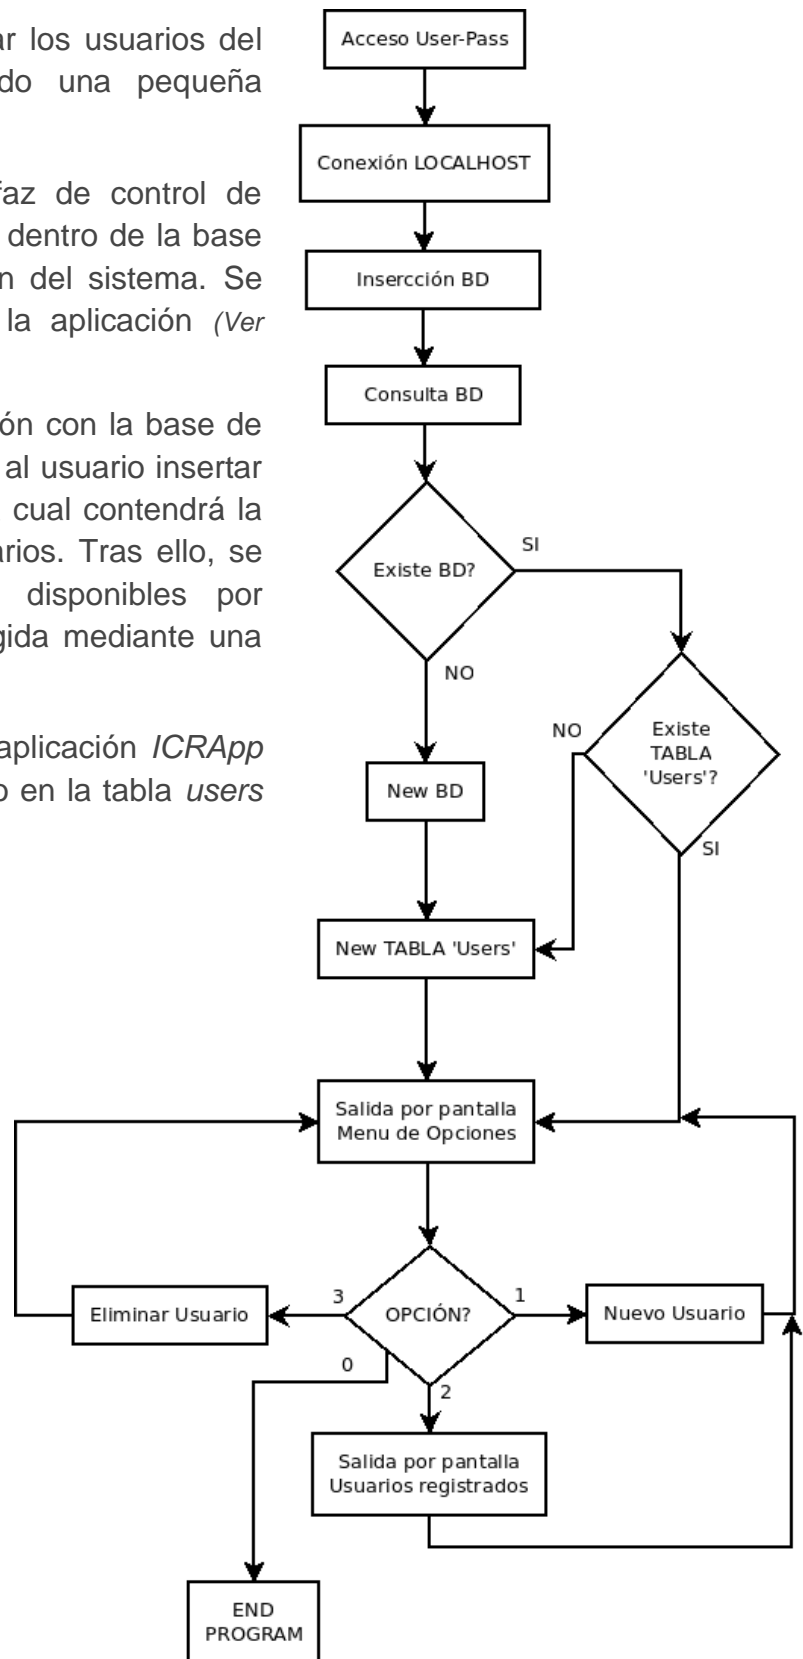 ar los usuarios del
do una pequeña
faz de control de
dentro de la base
n del sistema. Se
la aplicación (Ver
ón con la base de
al usuario insertar
cual contendrá la
arios. Tras ello, se
disponibles por
gida mediante una
aplicación ICRApp
o en la tabla users
Acceso User-Pass
Conexión LOCALHOST
Insercción BD
Consulta BD
Existe BD?
SI
NO
Existe
TABLA
'Users'?
NO
SI
New BD
New TABLA 'Users'
Salida por pantalla
Menu de Opciones
OPCIÓN?
3
1
0
2
Eliminar Usuario
Nuevo Usuario
Salida por pantalla
Usuarios registrados
END
PROGRAM